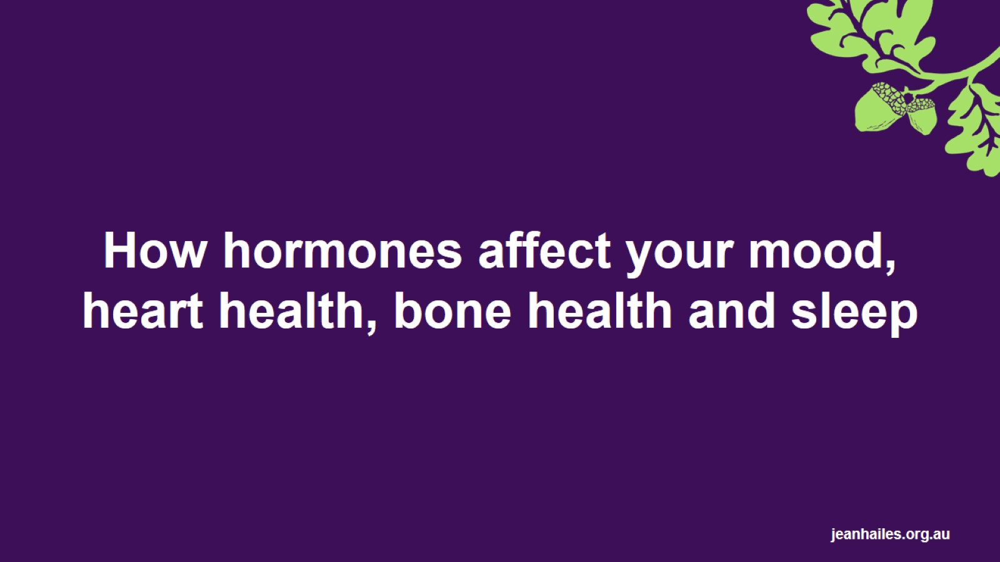 How hormones affect your mood,
heart health, bone health and sleep
jeanhailes.org.au